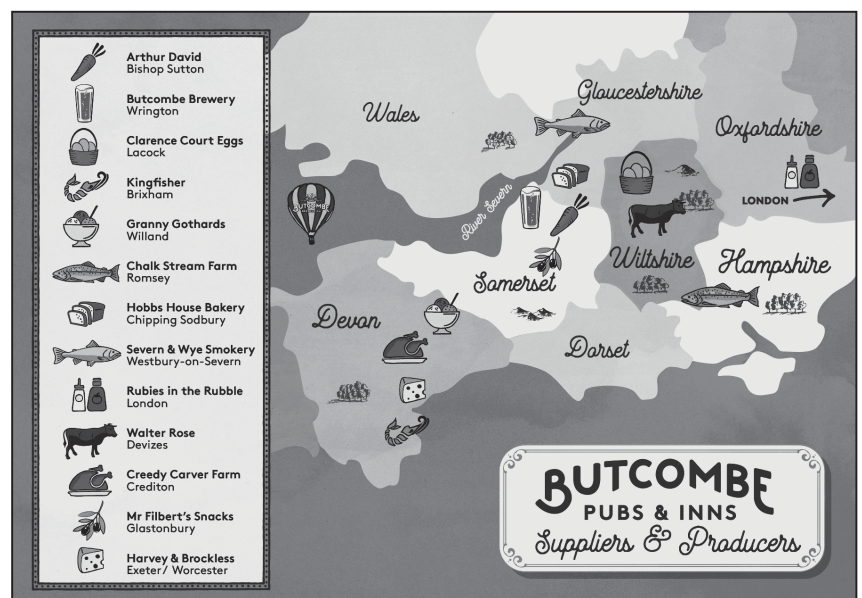 Arthur David
Bishop Sutton
Butcombe Brewery
Wrington
Clarence Court Eggs
Lacock
Kingfisher
Brixham
Granny Gothards
Willand
Chalk Stream Farm
Romsey
Hobbs House Bakery
Chipping Sodbury
Severn & Wye Smokery
Westbury-on-Severn
Rubies in the Rubble
London
Walter Rose
Devizes
Creedy Carver Farm
Crediton
Mr Filbert's Snacks
Glastonbury
Harvey & Brockless
Exeter / Worcester
Wales
Gloucestershire
Oxfordshire
LONDON
BUTCOMBE
River Severn
Somerset
Wiltshire
Hampshire
Devon
Dorset
BUTCOMBE
PUBS & INNS
Suppliers & Producers